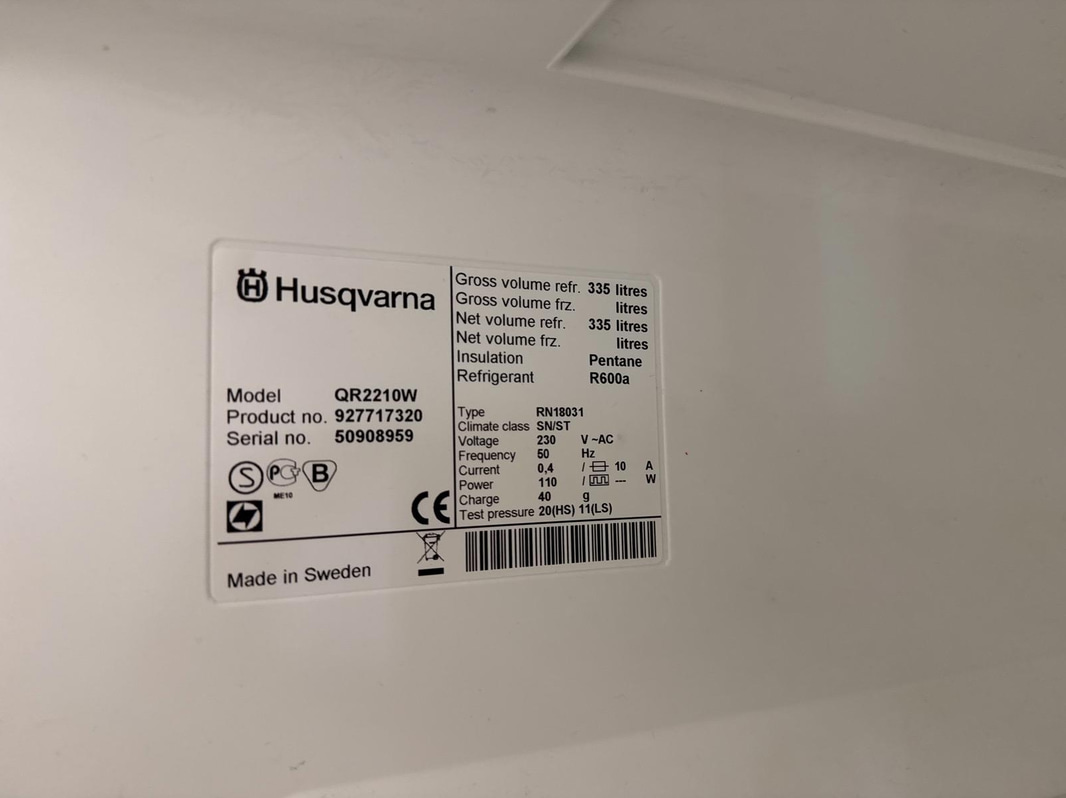 Husqvarna
Model QR2210W
Product no. 927717320
Serial no. 50908959
S PCT B
ME10
CE
Made in Sweden
Gross volume refr. 335 litres
Gross volume frz. litres
Net volume refr. 335 litres
Net volume frz. litres
Insulation Pentane
Refrigerant R600a
Type RN18031
Climate class SN/ST
Voltage 230 V ~AC
Frequency 50 Hz
Current 0,4 / 10 A
Power 110 / --- W
Charge 40 g
Test pressure 20(HS) 11(LS)